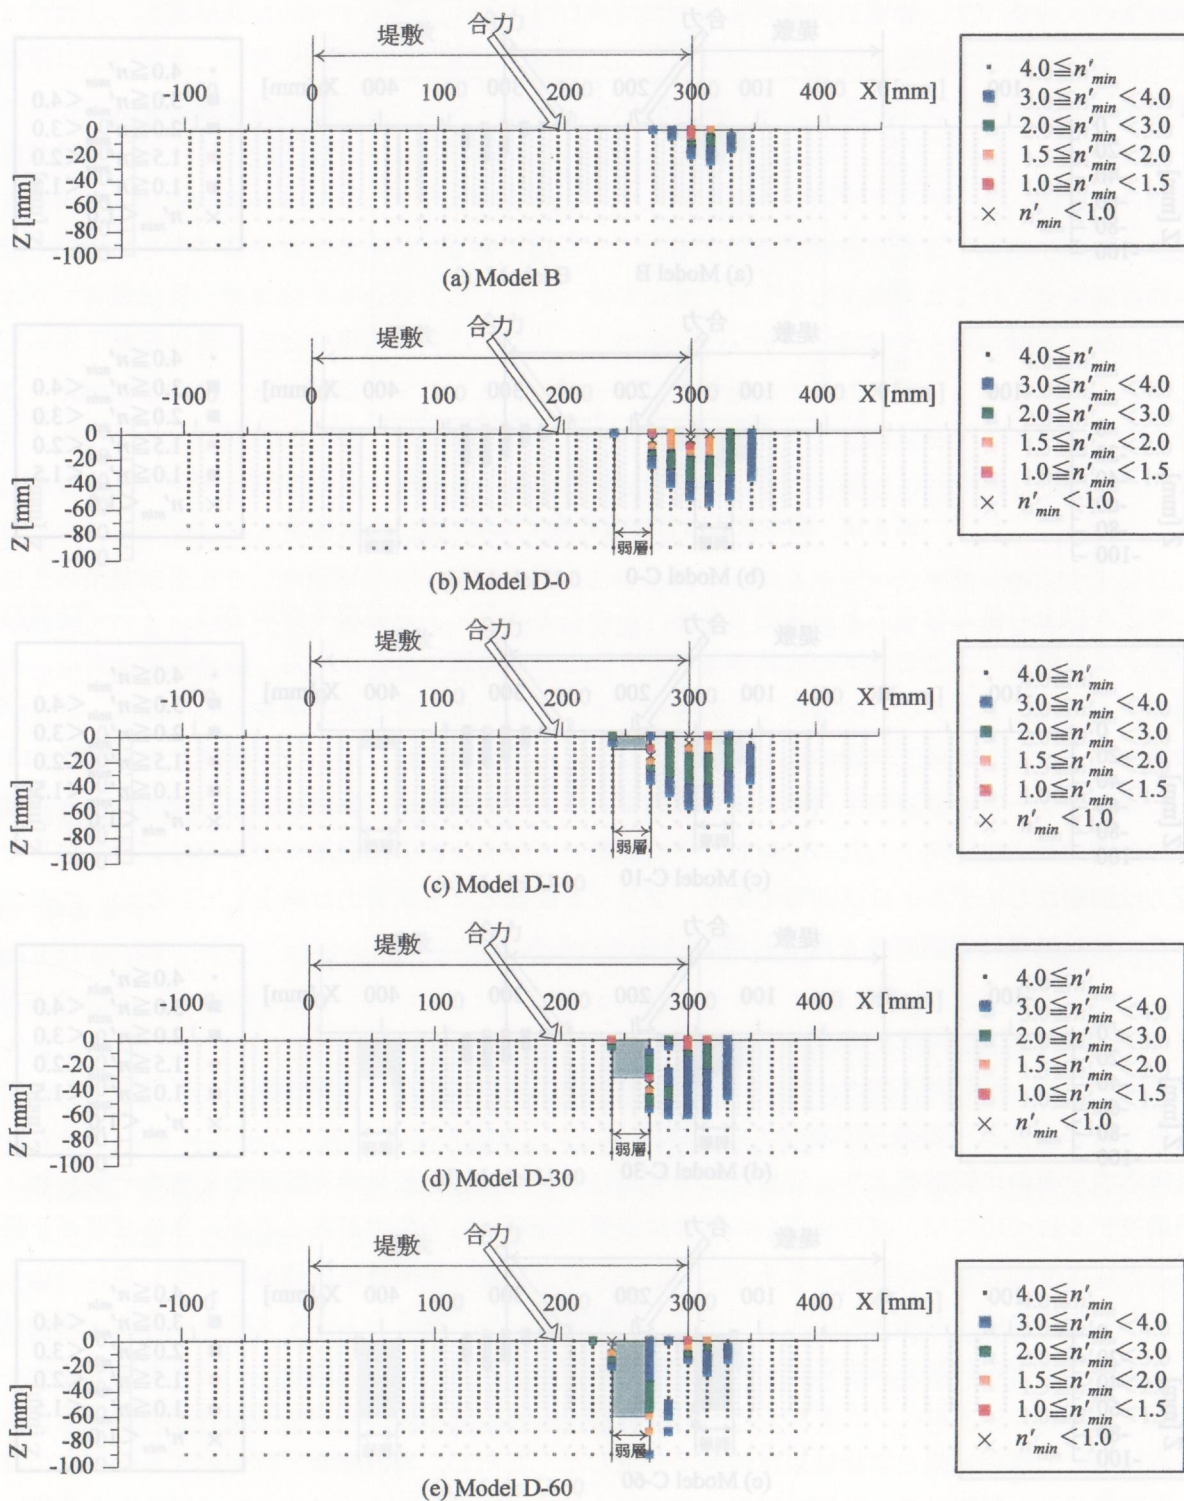 合力
堤敷
-100 0 100 200 300 400 X [mm]
0
-20
-40
-60
-80
-100
Z [mm]
4.0≦n'min
3.0≦n'min<4.0
2.0≦n'min<3.0
1.5≦n'min<2.0
1.0≦n'min<1.5
n'min<1.0
(a) Model B
合力
堤敷
-100 0 100 200 300 400 X [mm]
0
-20
-40
-60
-80
-100
Z [mm]
弱層
4.0≦n'min
3.0≦n'min<4.0
2.0≦n'min<3.0
1.5≦n'min<2.0
1.0≦n'min<1.5
n'min<1.0
(b) Model D-0
合力
堤敷
-100 0 100 200 300 400 X [mm]
0
-20
-40
-60
-80
-100
Z [mm]
弱層
4.0≦n'min
3.0≦n'min<4.0
2.0≦n'min<3.0
1.5≦n'min<2.0
1.0≦n'min<1.5
n'min<1.0
(c) Model D-10
合力
堤敷
-100 0 100 200 300 400 X [mm]
0
-20
-40
-60
-80
-100
Z [mm]
弱層
4.0≦n'min
3.0≦n'min<4.0
2.0≦n'min<3.0
1.5≦n'min<2.0
1.0≦n'min<1.5
n'min<1.0
(d) Model D-30
合力
堤敷
-100 0 100 200 300 400 X [mm]
0
-20
-40
-60
-80
-100
Z [mm]
弱層
4.0≦n'min
3.0≦n'min<4.0
2.0≦n'min<3.0
1.5≦n'min<2.0
1.0≦n'min<1.5
n'min<1.0
(e) Model D-60